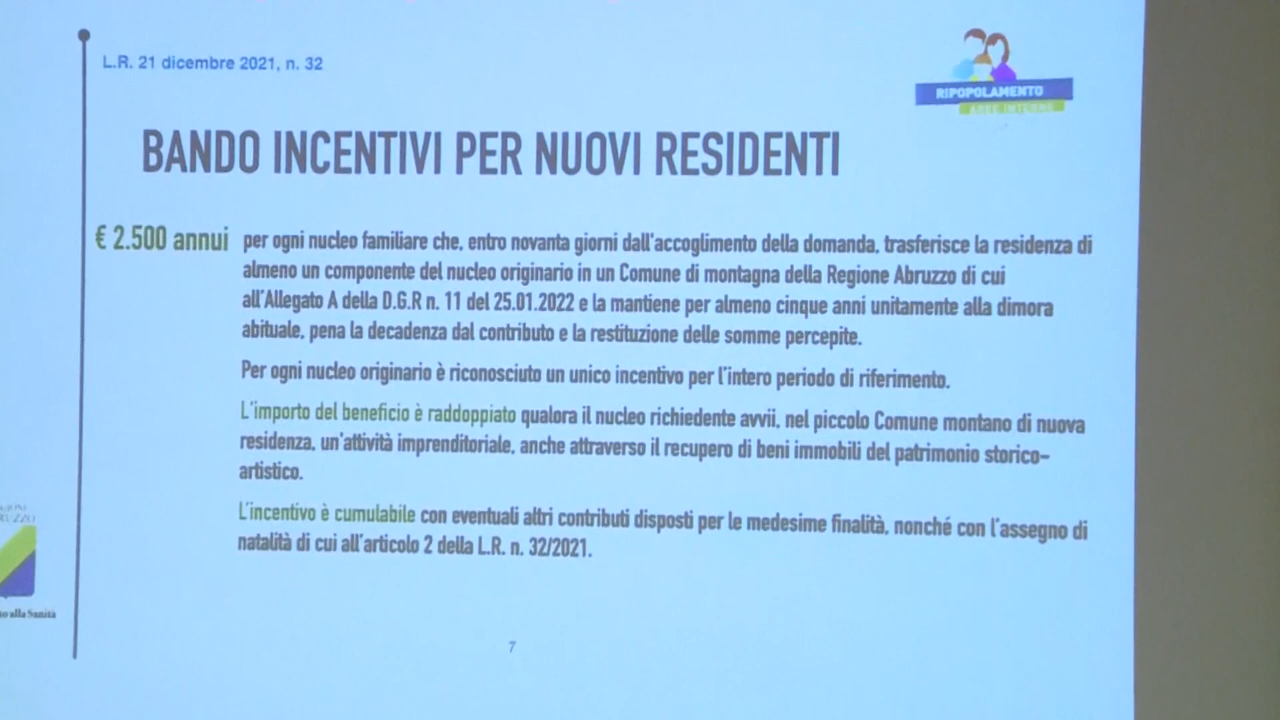 L.R. 21 dicembre 2021, n. 32
RIPOPOLAMENTO
AREE INTERNE
BANDO INCENTIVI PER NUOVI RESIDENTI
€ 2.500 annui per ogni nucleo familiare che, entro novanta giorni dall'accoglimento della domanda, trasferisce la residenza di
almeno un componente del nucleo originario in un Comune di montagna della Regione Abruzzo di cui
all'Allegato A della D.G.R n. 11 del 25.01.2022 e la mantiene per almeno cinque anni unitamente alla dimora
abituale, pena la decadenza dal contributo e la restituzione delle somme percepite.
Per ogni nucleo originario è riconosciuto un unico incentivo per l'intero periodo di riferimento.
L'importo del beneficio è raddoppiato qualora il nucleo richiedente avvii, nel piccolo Comune montano di nuova
residenza, un'attività imprenditoriale, anche attraverso il recupero di beni immobili del patrimonio storico-
artistico.
L'incentivo è cumulabile con eventuali altri contributi disposti per le medesime finalità, nonché con l'assegno di
natalità di cui all'articolo 2 della L.R. n. 32/2021.
alla Sanità
7